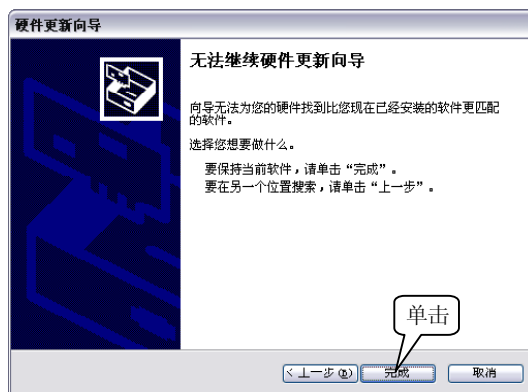 硬件更新向导
无法继续硬件更新向导
向导无法为您的硬件找到比您现在已经安装的软件更匹配
的软件。
选择您想要做什么。
要保持当前软件，请单击“完成”。
要在另一个位置搜索，请单击“上一步”。
单击
<上一步(B) 完成 取消